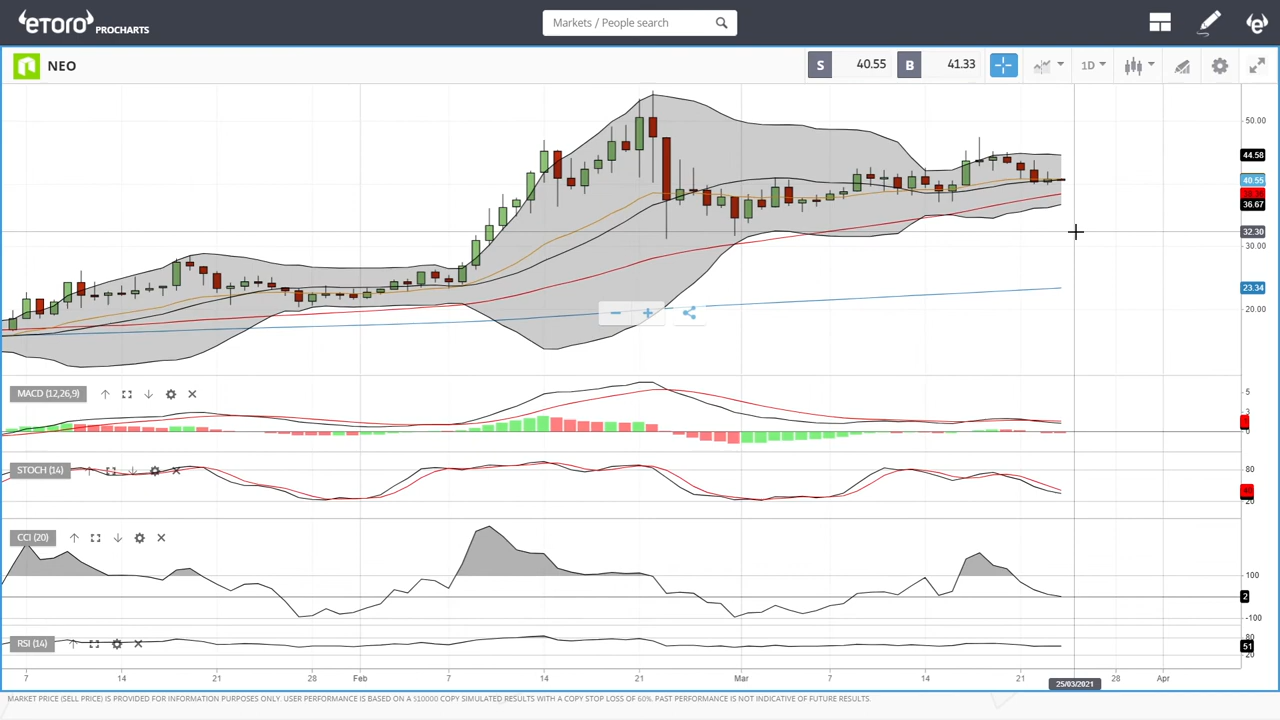 eToro PROCHARTS
Markets / People search
NEO
S 40.55 B 41.33 1D
50.00
44.58
40.55
36.67
32.30
30.00
23.34
20.00
MACD (12,26,9)
5
3
0
STOCH (14)
80
20
CCI (20)
100
2
-100
RSI (14)
80
51
20
7 14 21 28 Feb 7 14 21 Mar 7 14 21 28 Apr
25/03/2021
MARKET PRICE (SELL PRICE) IS PROVIDED FOR INFORMATION PURPOSES ONLY. USER PERFORMANCE IS BASED ON A $10000 COPY SIMULATED RESULTS WITH A COPY STOP LOSS OF 60%. PAST PERFORMANCE IS NOT INDICATIVE OF FUTURE RESULTS.